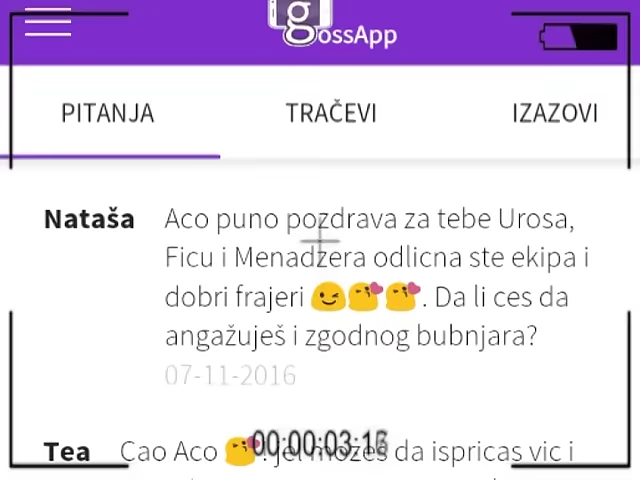 gossApp
PITANJA TRAČEVI IZAZOVI
Nataša Aco puno pozdrava za tebe Urosa,
Ficu i Menadzera odlicna ste ekipa i
dobri frajeri 😉😘😘. Da li ces da
angažuješ i zgodnog bubnjara?
07-11-2016
Tea Cao Aco 😘. jel mozes da ispricas vic i
00:00:03:16